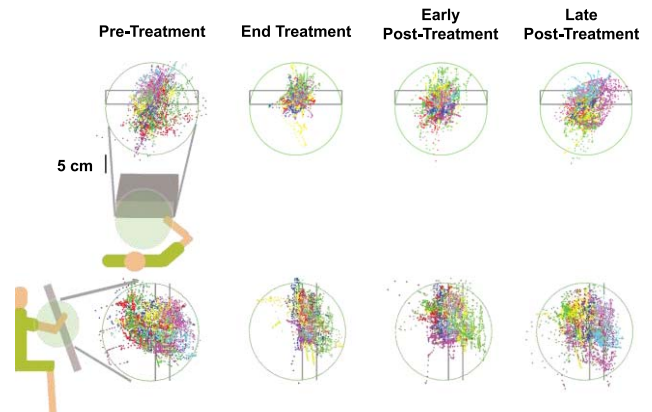 Pre-Treatment
End Treatment
Early
Post-Treatment
Late
Post-Treatment
5 cm